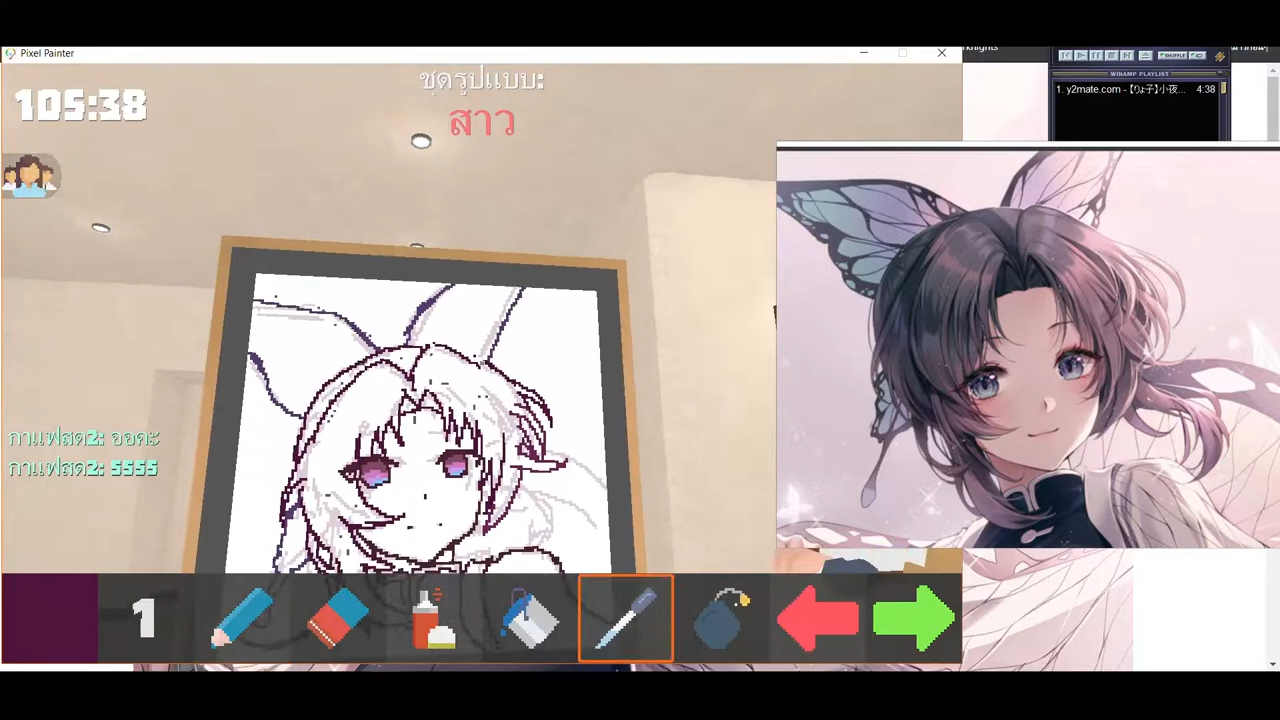 Pixel Painter
knights
105:38
ชุดรูปแบบ:
สาว
SHUFFLE
WINAMP PLAYLIST
1. y2mate.com - 【りょ子】小夜... 4:38
กาแฟสด2: ออคะ
กาแฟสด2: 5555
1